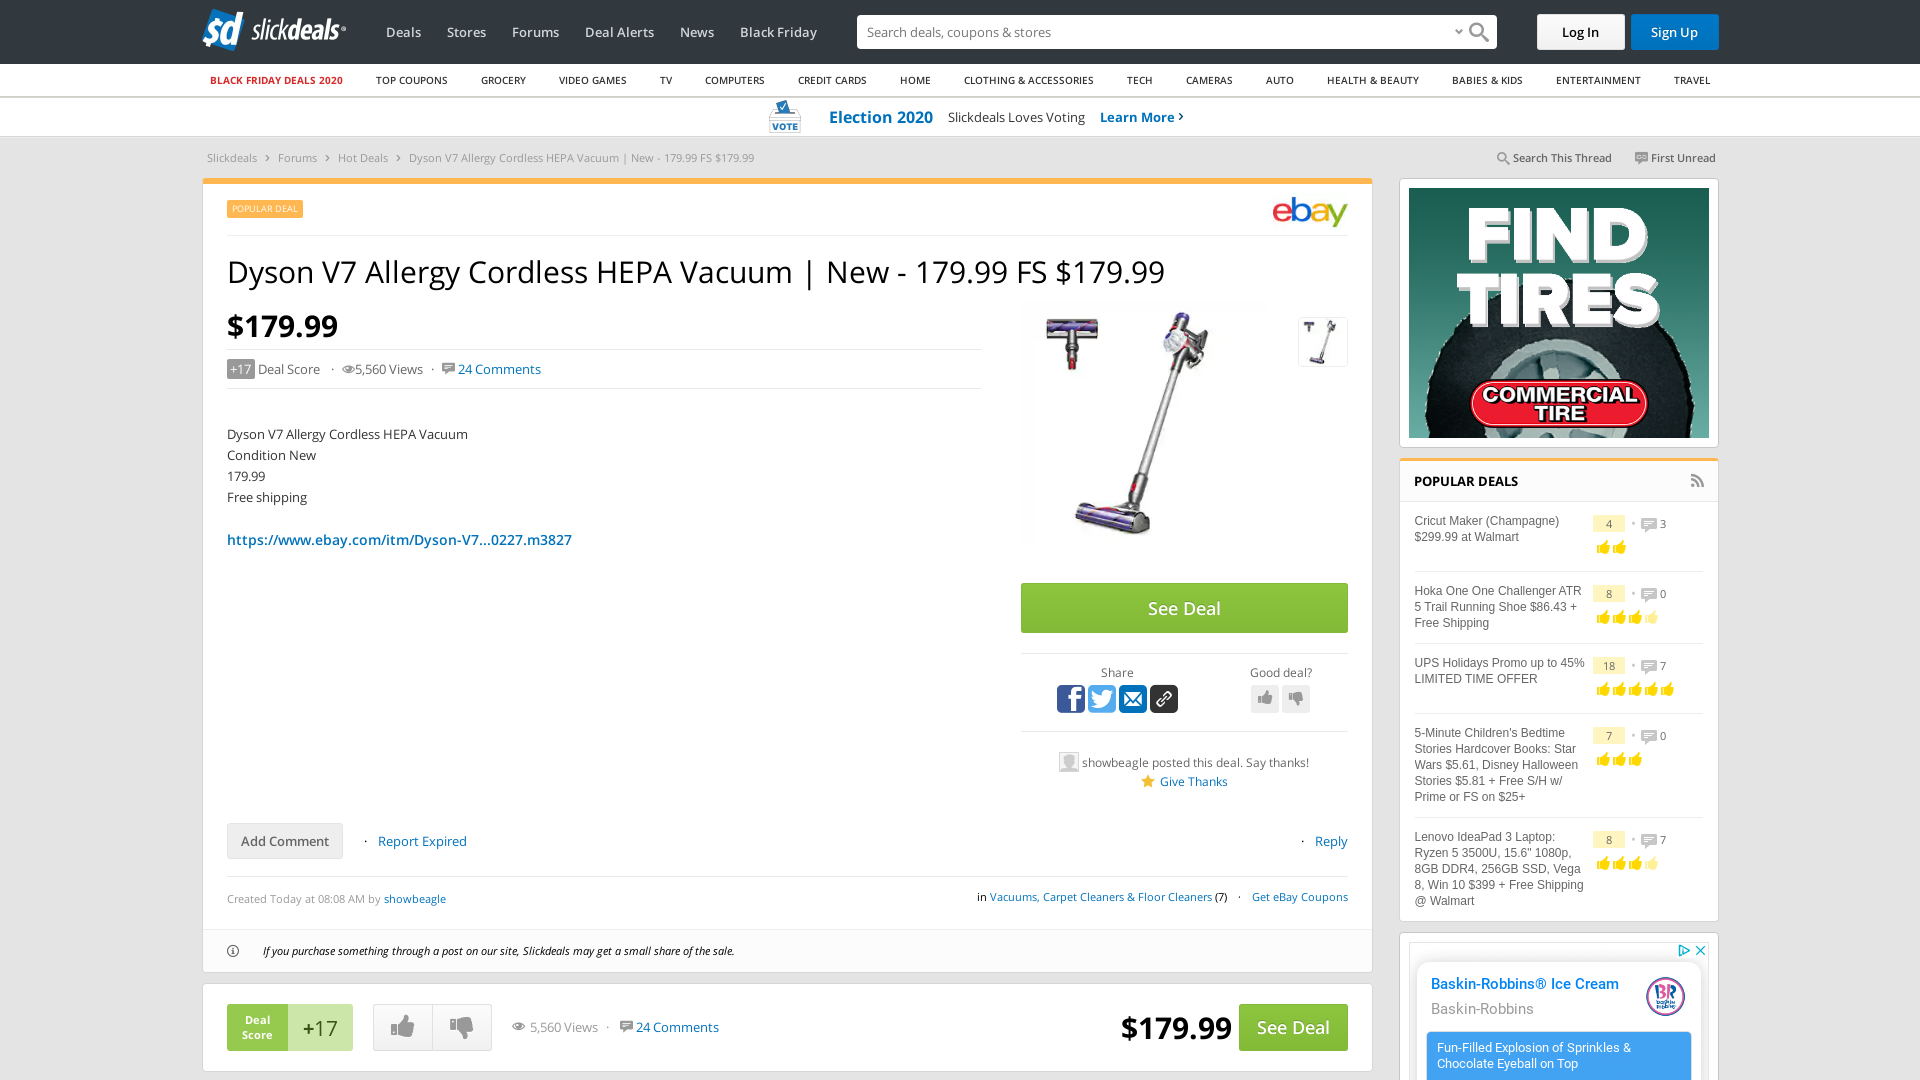 sd slickdeals
Deals
Stores
Forums
Deal Alerts
News
Black Friday
Search deals, coupons & stores
Log In
Sign Up
BLACK FRIDAY DEALS 2020
TOP COUPONS
GROCERY
VIDEO GAMES
TV
COMPUTERS
CREDIT CARDS
HOME
CLOTHING & ACCESSORIES
TECH
CAMERAS
AUTO
HEALTH & BEAUTY
BABIES & KIDS
ENTERTAINMENT
TRAVEL
VOTE
Election 2020 Slickdeals Loves Voting Learn More
Slickdeals > Forums > Hot Deals > Dyson V7 Allergy Cordless HEPA Vacuum | New - 179.99 FS $179.99
Search This Thread
First Unread
POPULAR DEAL
ebay
Dyson V7 Allergy Cordless HEPA Vacuum | New - 179.99 FS $179.99
$179.99
+17 Deal Score · 5,560 Views · 24 Comments
Dyson V7 Allergy Cordless HEPA Vacuum
Condition New
179.99
Free shipping
https://www.ebay.com/itm/Dyson-V7...0227.m3827
See Deal
Share
Good deal?
showbeagle posted this deal. Say thanks!
Give Thanks
Add Comment · Report Expired
· Reply
Created Today at 08:08 AM by showbeagle
in Vacuums, Carpet Cleaners & Floor Cleaners (7) · Get eBay Coupons
If you purchase something through a post on our site, Slickdeals may get a small share of the sale.
Deal
Score
+17
5,560 Views · 24 Comments
$179.99
See Deal
FIND
TIRES
COMMERCIAL
TIRE
POPULAR DEALS
Cricut Maker (Champagne)
$299.99 at Walmart
4 • 3
Hoka One One Challenger ATR
5 Trail Running Shoe $86.43 +
Free Shipping
8 • 0
UPS Holidays Promo up to 45%
LIMITED TIME OFFER
18 • 7
5-Minute Children's Bedtime
Stories Hardcover Books: Star
Wars $5.61, Disney Halloween
Stories $5.81 + Free S/H w/
Prime or FS on $25+
7 • 0
Lenovo IdeaPad 3 Laptop:
Ryzen 5 3500U, 15.6" 1080p,
8GB DDR4, 256GB SSD, Vega
8, Win 10 $399 + Free Shipping
@ Walmart
8 • 7
Baskin-Robbins® Ice Cream
Baskin-Robbins
BR
Fun-Filled Explosion of Sprinkles &
Chocolate Eyeball on Top